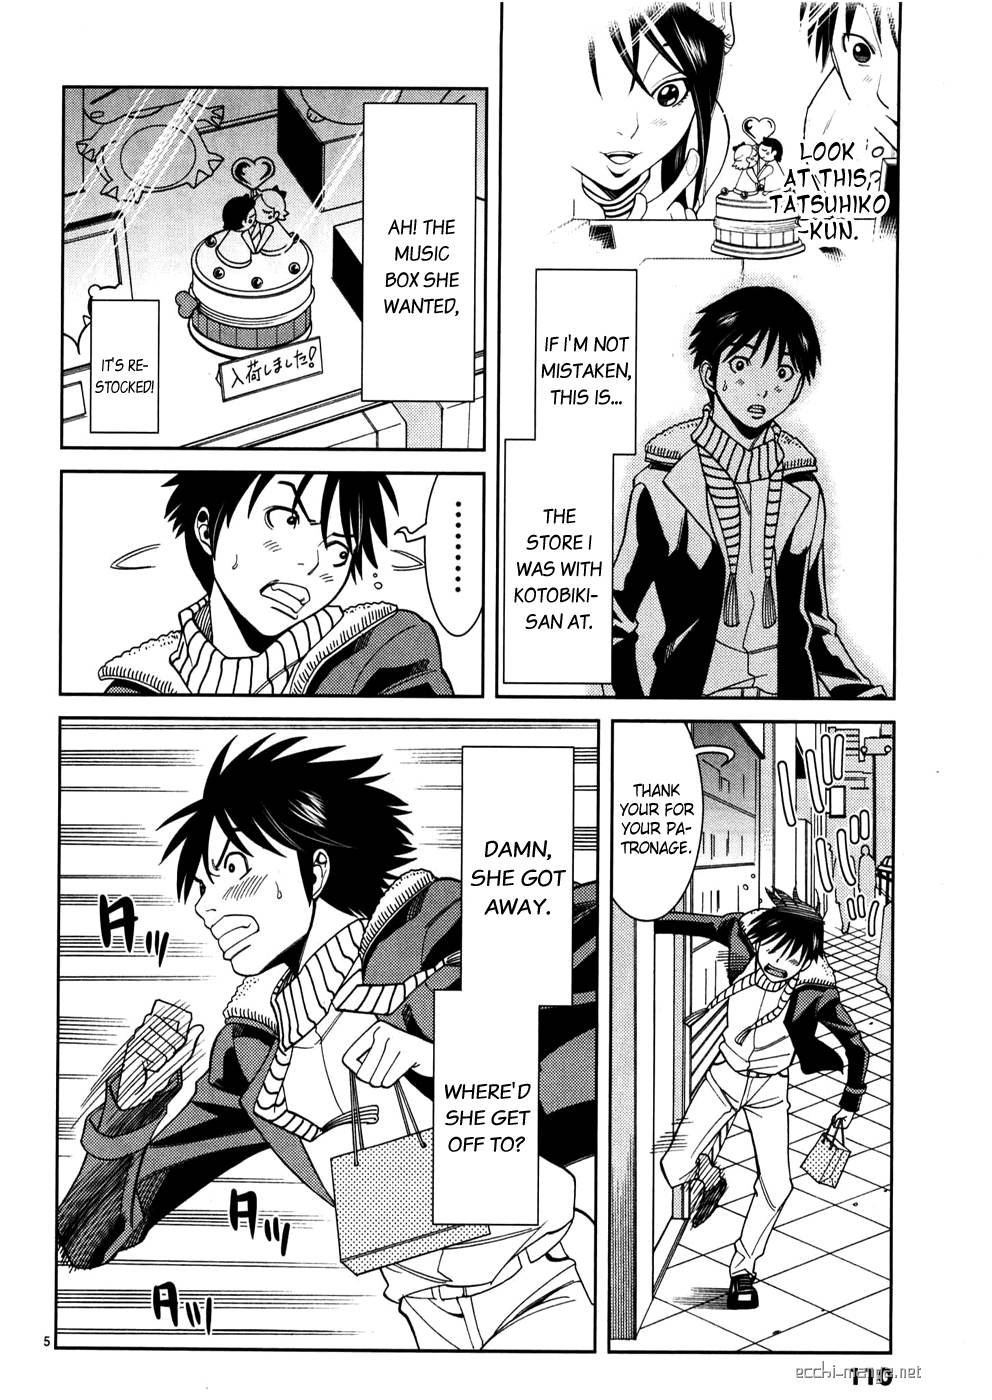 LOOK
AT THIS,
TATSUHIKO
-KUN.
IF I'M NOT
MISTAKEN,
THIS IS...
THE
STORE I
WAS WITH
KOTOBIKI-
SAN AT.
AH! THE
MUSIC
BOX SHE
WANTED,
IT'S RE-
STOCKED!
入荷しました!
.........
THANK
YOUR FOR
YOUR PA-
TRONAGE.
DAMN,
SHE GOT
AWAY.
WHERE'D
SHE GET
OFF TO?
ダッ
ダッ
ダッ
5
110
ecchi-manga.net